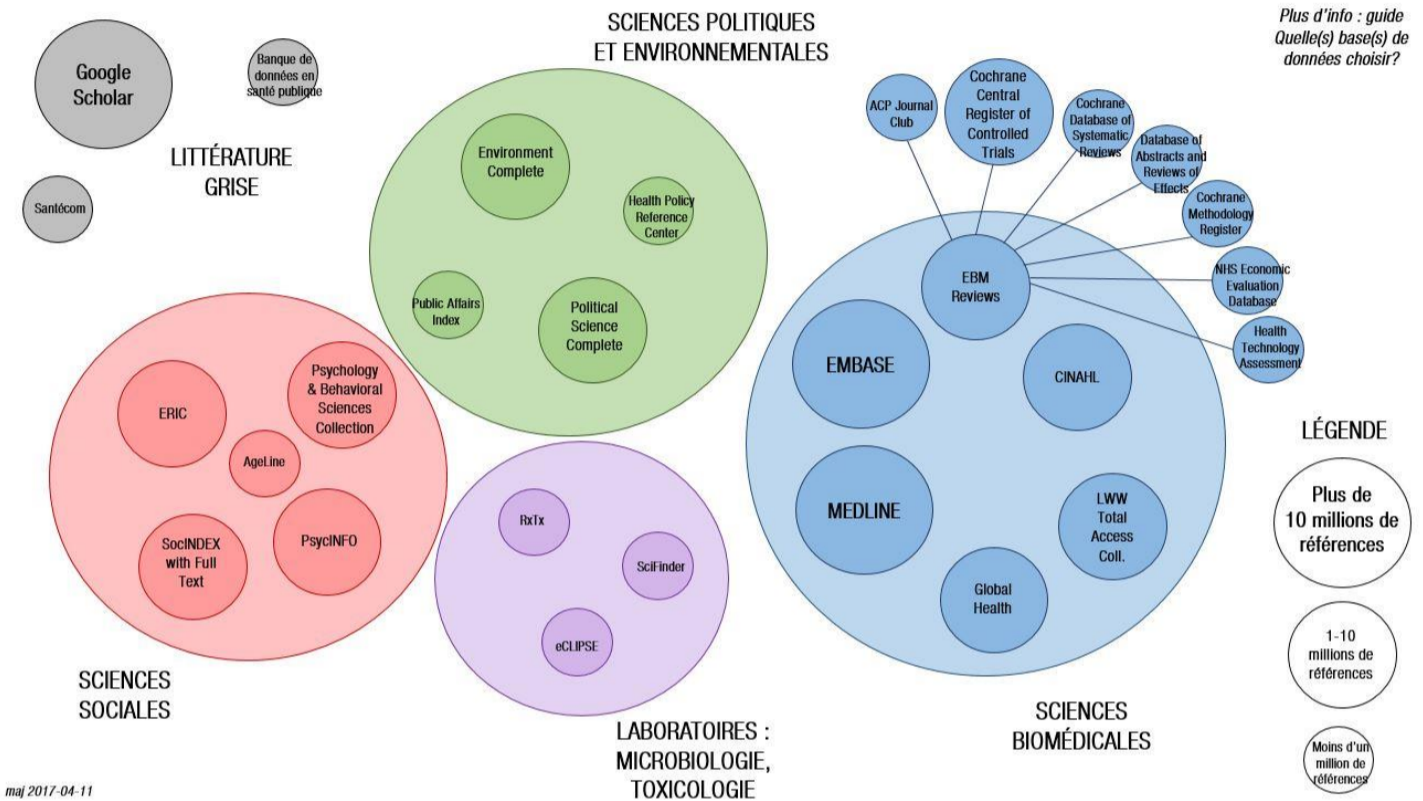 SCIENCES POLITIQUES
ET ENVIRONNEMENTALES
Plus d'info : guide
Quelle(s) base(s) de
données choisir?
Google
Scholar
Banque de
données en
santé publique
LITTÉRATURE
GRISE
Santécom
Environment
Complete
Health Policy
Reference
Center
Public Affairs
Index
Political
Science
Complete
ACP Journal
Club
Cochrane
Central
Register of
Controlled
Trials
Cochrane
Database of
Systematic
Reviews
Database of
Abstracts and
Reviews of
Effects
Cochrane
Methodology
Register
NHS Economic
Evaluation
Database
Health
Technology
Assessment
EBM
Reviews
EMBASE
CINAHL
MEDLINE
LWW
Total
Access
Coll.
Global
Health
SCIENCES
BIOMÉDICALES
ERIC
Psychology
& Behavioral
Sciences
Collection
AgeLine
SocINDEX
with Full
Text
PsycINFO
SCIENCES
SOCIALES
RxTx
SciFinder
eCLIPSE
LABORATOIRES :
MICROBIOLOGIE,
TOXICOLOGIE
LÉGENDE
Plus de
10 millions de
références
1-10
millions de
références
Moins d'un
million de
références
maj 2017-04-11